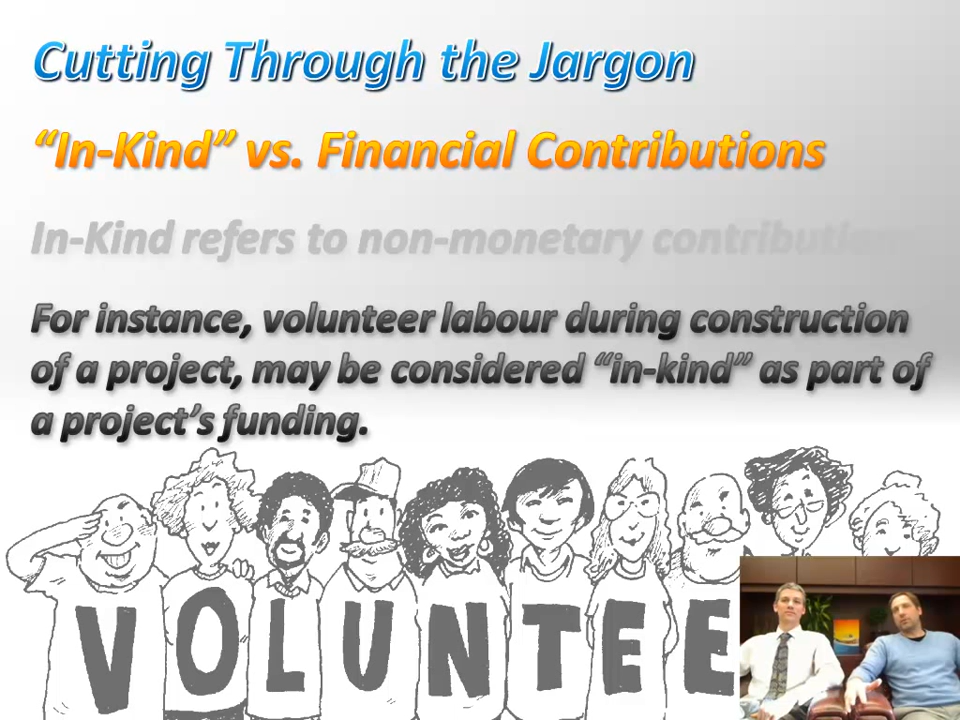 Cutting Through the Jargon
“In-Kind” vs. Financial Contributions
In-Kind refers to non-monetary contributions
For instance, volunteer labour during construction
of a project, may be considered “in-kind” as part of
a project’s funding.
VOLUNTEE